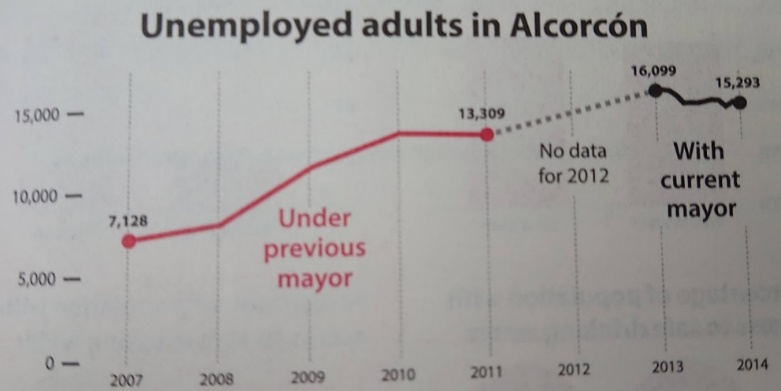 Unemployed adults in Alcorcón
16,099
15,293
15,000
13,309
No data
for 2012
With
current
mayor
10,000
7,128
Under
previous
mayor
5,000
0
2007 2008 2009 2010 2011 2012 2013 2014